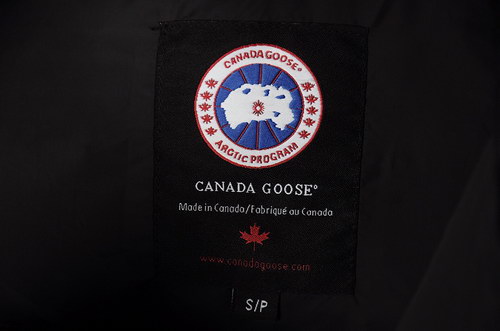 CANADA GOOSE®
ARCTIC PROGRAM
CANADA GOOSE®
Made in Canada/Fabriqué au Canada
www.canadagoose.com
S/P